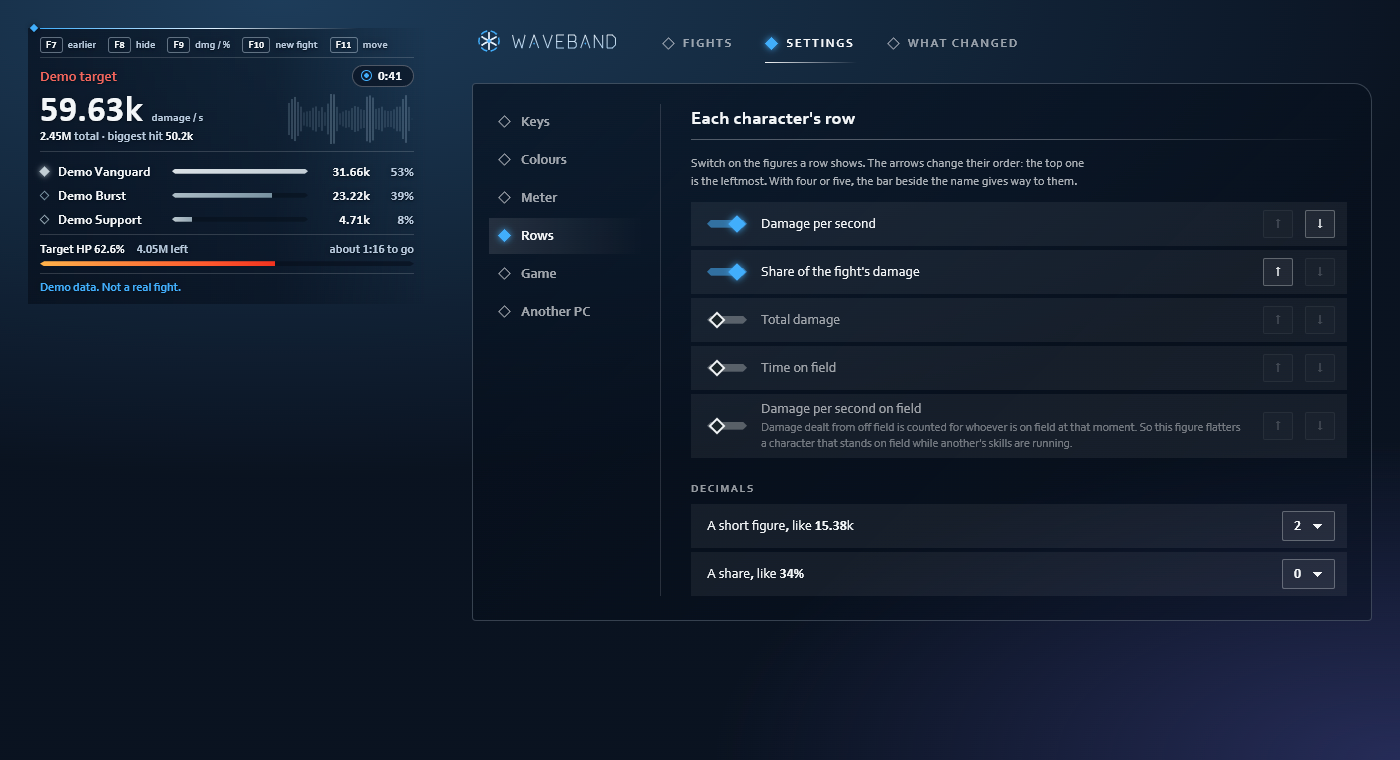 F7 earlier F8 hide F9 dmg / % F10 new fight F11 move
Demo target 0:41
59.63k damage / s
2.45M total · biggest hit 50.2k
Demo Vanguard 31.66k 53%
Demo Burst 23.22k 39%
Demo Support 4.71k 8%
Target HP 62.6% 4.05M left about 1:16 to go
Demo data. Not a real fight.
WAVEBAND FIGHTS SETTINGS WHAT CHANGED
Keys
Colours
Meter
Rows
Game
Another PC
Each character's row
Switch on the figures a row shows. The arrows change their order: the top one
is the leftmost. With four or five, the bar beside the name gives way to them.
Damage per second ↑ ↓
Share of the fight's damage ↑ ↓
Total damage ↑ ↓
Time on field ↑ ↓
Damage per second on field ↑ ↓
Damage dealt from off field is counted for whoever is on field at that moment. So this figure flatters
a character that stands on field while another's skills are running.
DECIMALS
A short figure, like 15.38k 2
A share, like 34% 0